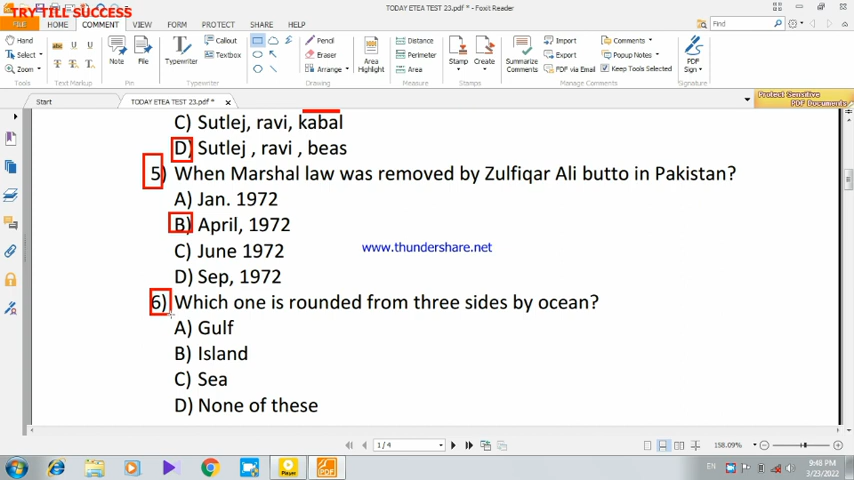 TRY TILL SUCCESS
TODAY ETEA TEST 23.pdf * - Foxit Reader
FILE HOME COMMENT VIEW FORM PROTECT SHARE HELP
Find
Hand
Select
Zoom
Tools
Text Markup
Note
File
Pin
Typewriter
Callout
Textbox
Typewriter
Pencil
Eraser
Arrange
Drawing
Area Highlight
Distance
Perimeter
Area
Measure
Stamp
Create
Stamps
Summarize Comments
Import
Export
PDF via Email
Comments
Popup Notes
Keep Tools Selected
Manage Comments
PDF Sign
Signature
Start
TODAY ETEA TEST 23.pdf *
Protect Sensitive
PDF Documents
C) Sutlej, ravi, kabal
D) Sutlej , ravi , beas
5) When Marshal law was removed by Zulfiqar Ali butto in Pakistan?
A) Jan. 1972
B) April, 1972
www.thundershare.net
C) June 1972
D) Sep, 1972
6) Which one is rounded from three sides by ocean?
A) Gulf
B) Island
C) Sea
D) None of these
1 / 4
158.09%
Player
PDF
EN
9:48 PM
3/23/2022